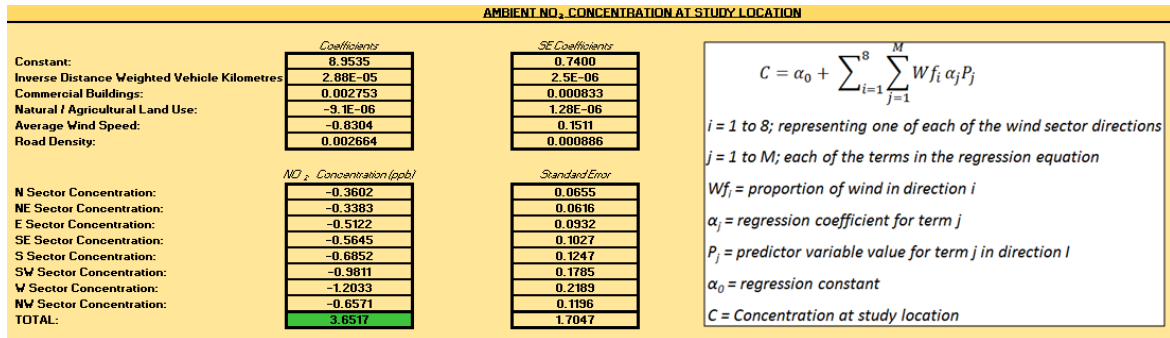 AMBIENT NO₂ CONCENTRATION AT STUDY LOCATION
Coefficients SE Coefficients
Constant: 8.9535 0.7400
Inverse Distance Weighted Vehicle Kilometres 2.88E-05 2.5E-06
Commercial Buildings: 0.002753 0.000833
Natural / Agricultural Land Use: -9.1E-06 1.28E-06
Average Wind Speed: -0.8304 0.1511
Road Density: 0.002664 0.000886
NO₂ Concentration (ppb) Standard Error
N Sector Concentration: -0.3602 0.0655
NE Sector Concentration: -0.3383 0.0616
E Sector Concentration: -0.5122 0.0932
SE Sector Concentration: -0.5645 0.1027
S Sector Concentration: -0.6852 0.1247
SW Sector Concentration: -0.9811 0.1785
W Sector Concentration: -1.2033 0.2189
NW Sector Concentration: -0.6571 0.1196
TOTAL: 3.6517 1.7047
C = α₀ + ∑_{i=1}^{8} ∑_{j=1}^{M} Wf_i α_j P_j
i = 1 to 8; representing one of each of the wind sector directions
j = 1 to M; each of the terms in the regression equation
Wf_i = proportion of wind in direction i
α_j = regression coefficient for term j
P_j = predictor variable value for term j in direction I
α₀ = regression constant
C = Concentration at study location